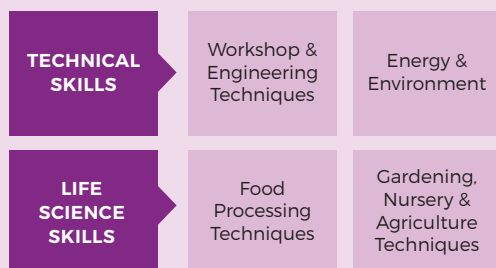 TECHNICAL
SKILLS
Workshop &
Engineering
Techniques
Energy &
Environment
LIFE
SCIENCE
SKILLS
Food
Processing
Techniques
Gardening,
Nursery &
Agriculture
Techniques